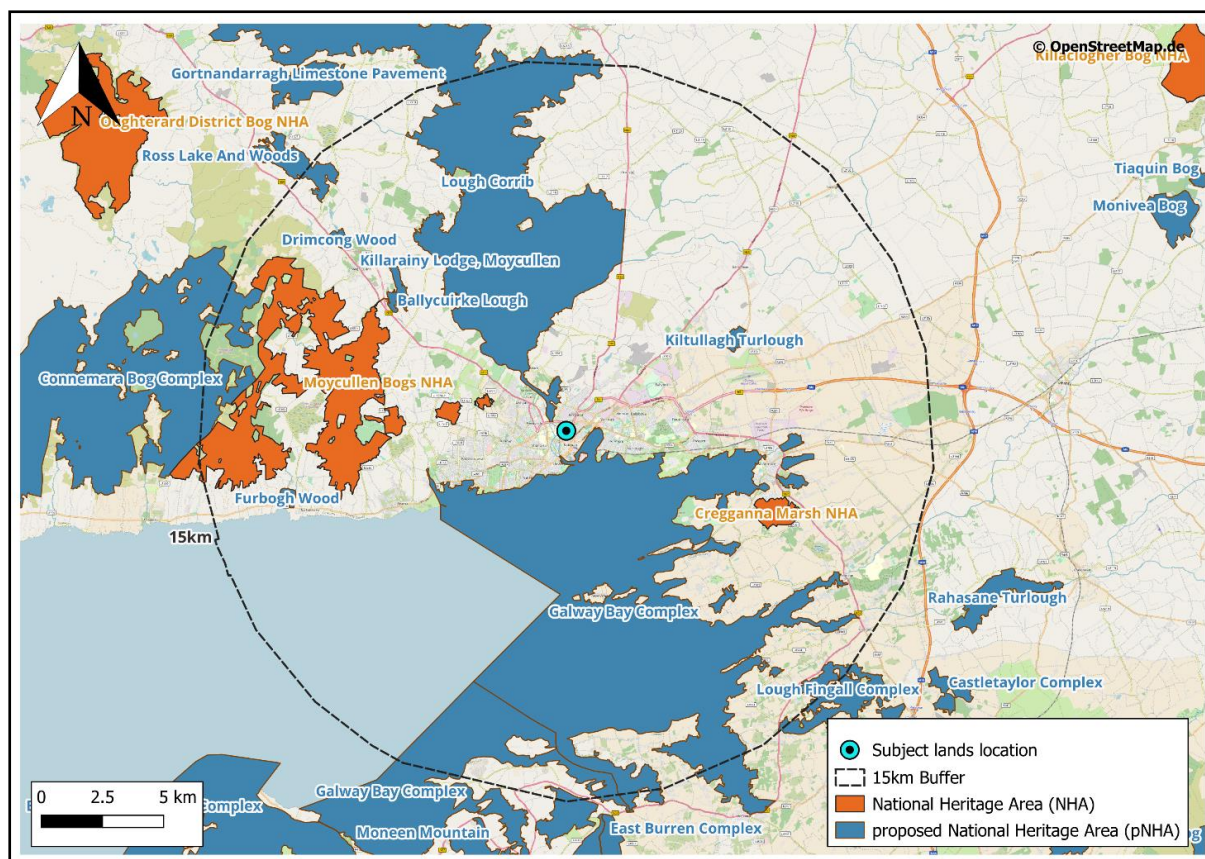 © OpenStreetMap.de
Killaclogher Bog NHA
Gortnandarragh Limestone Pavement
N
Oughterard District Bog NHA
Ross Lake And Woods
Tiaquin Bog
Lough Corrib
Monivea Bog
Drimcong Wood
Killarainy Lodge, Moycullen
Ballycuirke Lough
Kiltullagh Turlough
Connemara Bog Complex
Moycullen Bogs NHA
Furbogh Wood
Cregganna Marsh NHA
15km
Galway Bay Complex
Rahasane Turlough
Lough Fingall Complex
Castletaylor Complex
Subject lands location
15km Buffer
National Heritage Area (NHA)
proposed National Heritage Area (pNHA)
0 2.5 5 km
Galway Bay Complex
Complex
Moneen Mountain
East Burren Complex